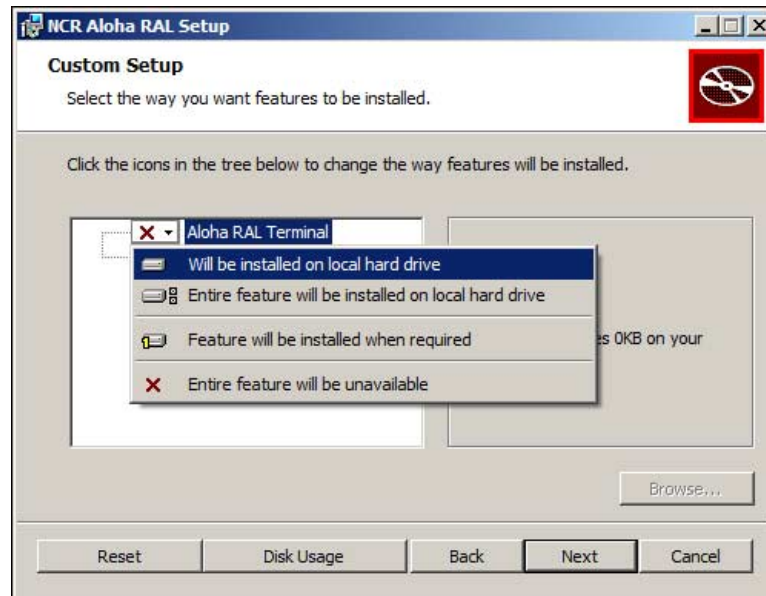 NCR Aloha RAL Setup
Custom Setup
Select the way you want features to be installed.
Click the icons in the tree below to change the way features will be installed.
Aloha RAL Terminal
Will be installed on local hard drive
Entire feature will be installed on local hard drive
Feature will be installed when required
0KB on your
Entire feature will be unavailable
Browse...
Reset
Disk Usage
Back
Next
Cancel